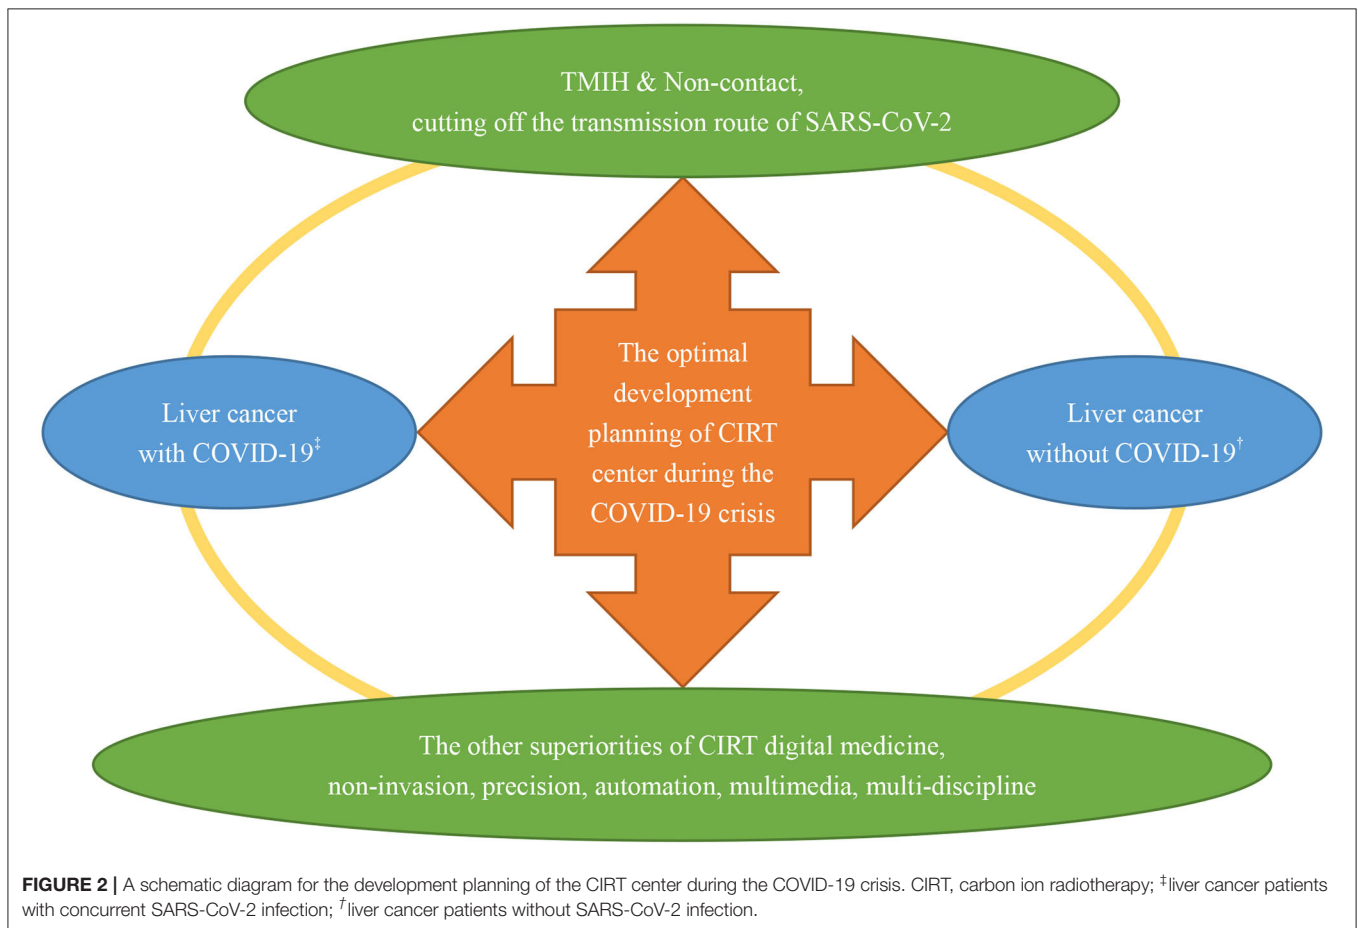 TMIH & Non-contact,
cutting off the transmission route of SARS-CoV-2
The optimal
development
planning of CIRT
center during the
COVID-19 crisis
Liver cancer
with COVID-19‡
Liver cancer
without COVID-19†
The other superiorities of CIRT digital medicine,
non-invasion, precision, automation, multimedia, multi-discipline
FIGURE 2 | A schematic diagram for the development planning of the CIRT center during the COVID-19 crisis. CIRT, carbon ion radiotherapy; ‡liver cancer patients
with concurrent SARS-CoV-2 infection; †liver cancer patients without SARS-CoV-2 infection.